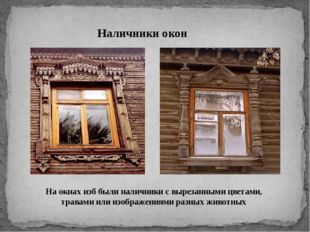 Наличники окон
На окнах изб были наличники с вырезанными цветами,
травами или изображениями разных животных